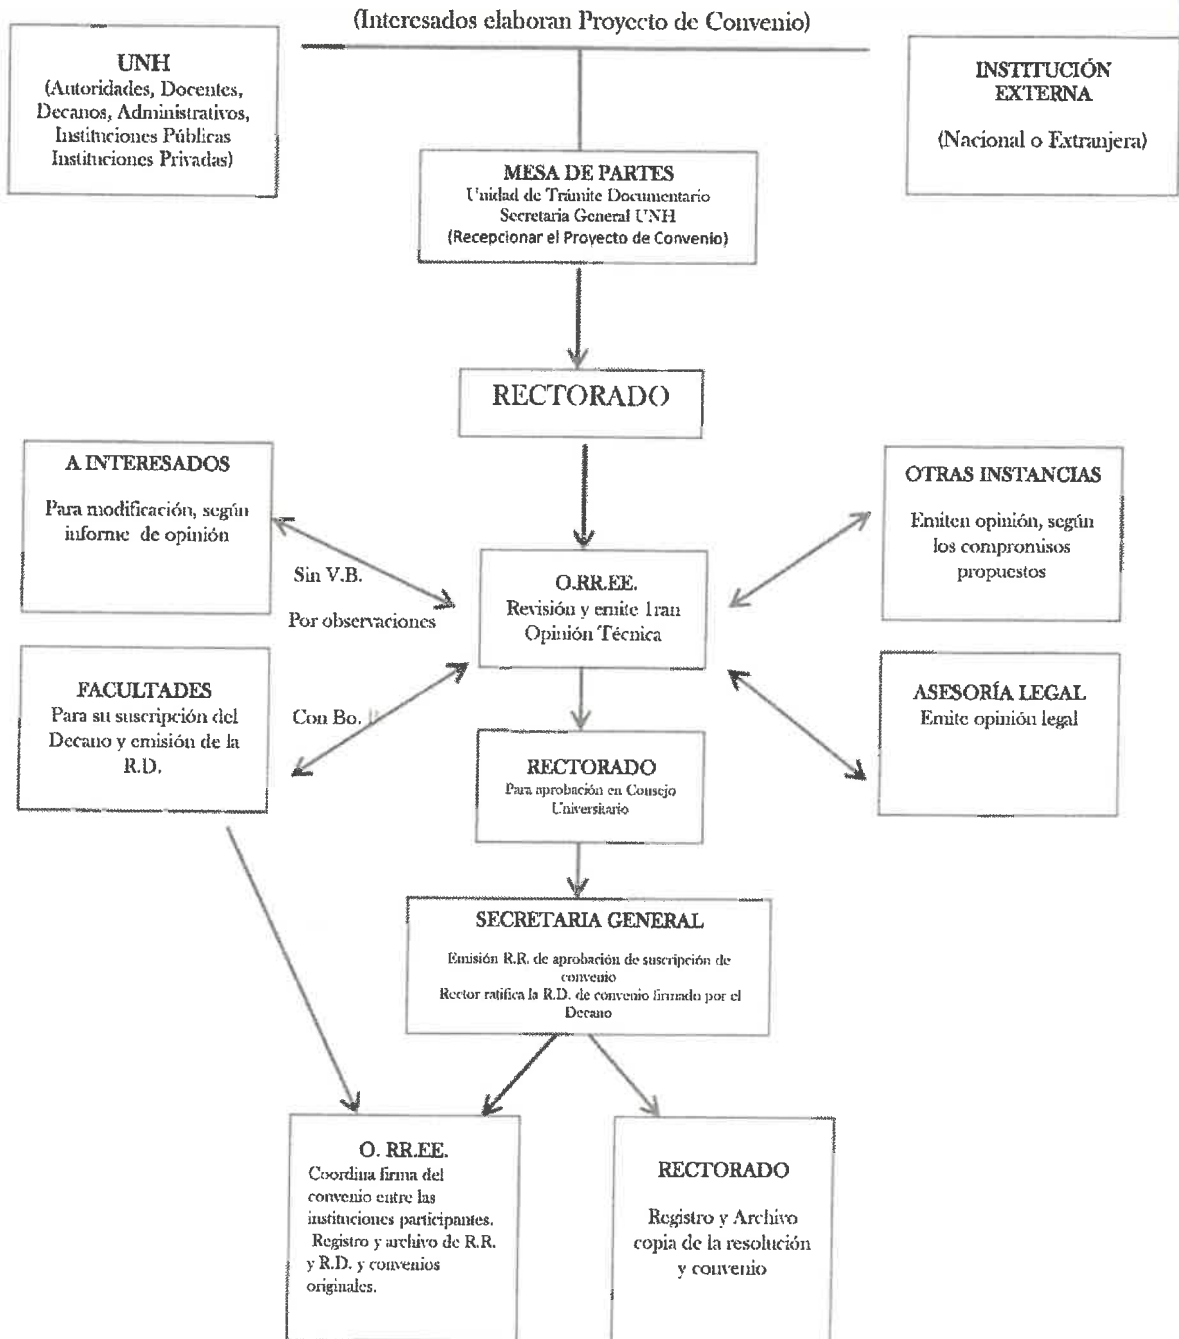 (Interesados elaboran Proyecto de Convenio)
UNH
(Autoridades, Docentes,
Decanos, Administrativos,
Instituciones Públicas
Instituciones Privadas)
INSTITUCIÓN
EXTERNA
(Nacional o Extranjera)
MESA DE PARTES
Unidad de Trámite Documentario
Secretaria General UNH
(Recepcionar el Proyecto de Convenio)
RECTORADO
A INTERESADOS
Para modificación, según
informe de opinión
OTRAS INSTANCIAS
Emiten opinión, según
los compromisos
propuestos
Sin V.B.
Por observaciones
O.RR.EE.
Revisión y emite 1ran
Opinión Técnica
FACULTADES
Para su suscripción del
Decano y emisión de la
R.D.
Con Bo.
ASESORÍA LEGAL
Emite opinión legal
RECTORADO
Para aprobación en Consejo
Universitario
SECRETARIA GENERAL
Emisión R.R. de aprobación de suscripción de
convenio
Rector ratifica la R.D. de convenio firmado por el
Decano
O. RR.EE.
Coordina firma del
convenio entre las
instituciones participantes.
Registro y archivo de R.R.
y R.D. y convenios
originales.
RECTORADO
Registro y Archivo
copia de la resolución
y convenio